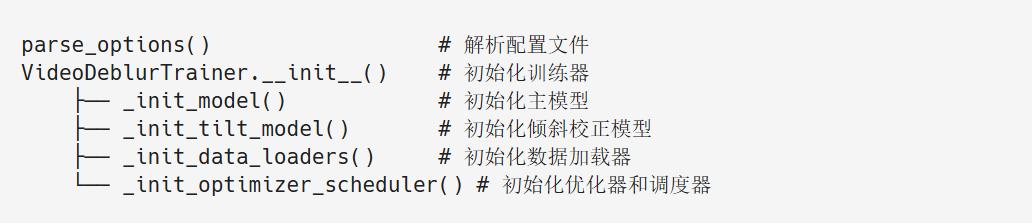 parse_options()                  # 解析配置文件
VideoDeblurTrainer.__init__()    # 初始化训练器
    ├── _init_model()            # 初始化主模型
    ├── _init_tilt_model()       # 初始化倾斜校正模型
    ├── _init_data_loaders()     # 初始化数据加载器
    └── _init_optimizer_scheduler() # 初始化优化器和调度器